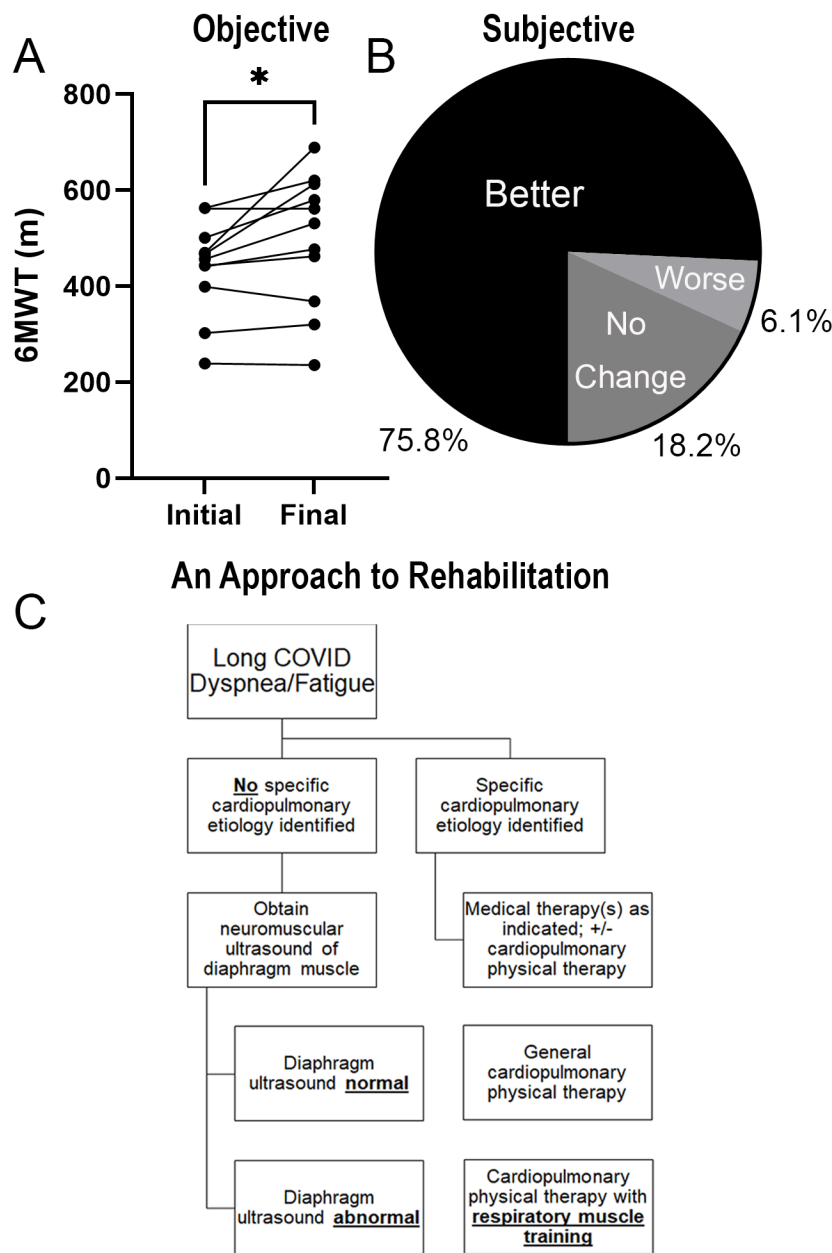 Objective
Subjective
A
B
*
800
600
400
200
0
6MWT (m)
Initial
Final
Better
Worse
No
Change
6.1%
75.8%
18.2%
An Approach to Rehabilitation
C
Long COVID
Dyspnea/Fatigue
No specific
cardiopulmonary
etiology identified
Specific
cardiopulmonary
etiology identified
Obtain
neuromuscular
ultrasound of
diaphragm muscle
Medical therapy(s) as
indicated; +/-
cardiopulmonary
physical therapy
Diaphragm
ultrasound normal
General
cardiopulmonary
physical therapy
Diaphragm
ultrasound abnormal
Cardiopulmonary
physical therapy with
respiratory muscle
training